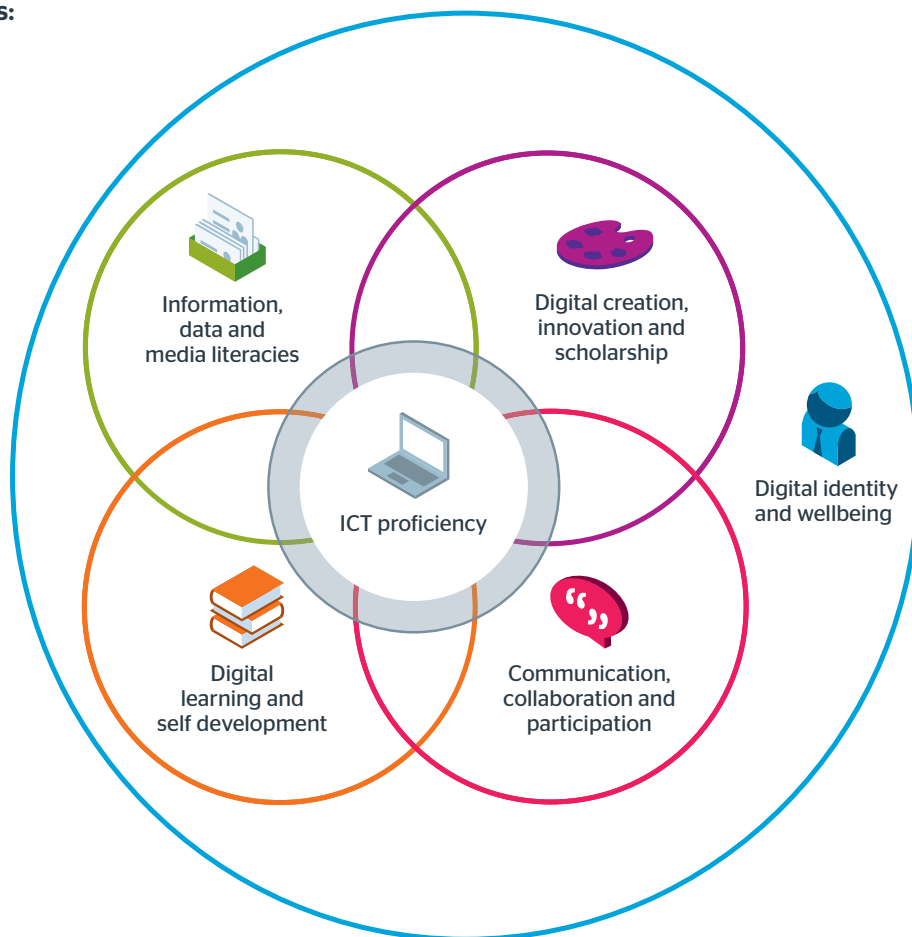 s:
Information,
data and
media literacies
Digital creation,
innovation and
scholarship
ICT proficiency
Digital identity
and wellbeing
Digital
learning and
self development
Communication,
collaboration and
participation